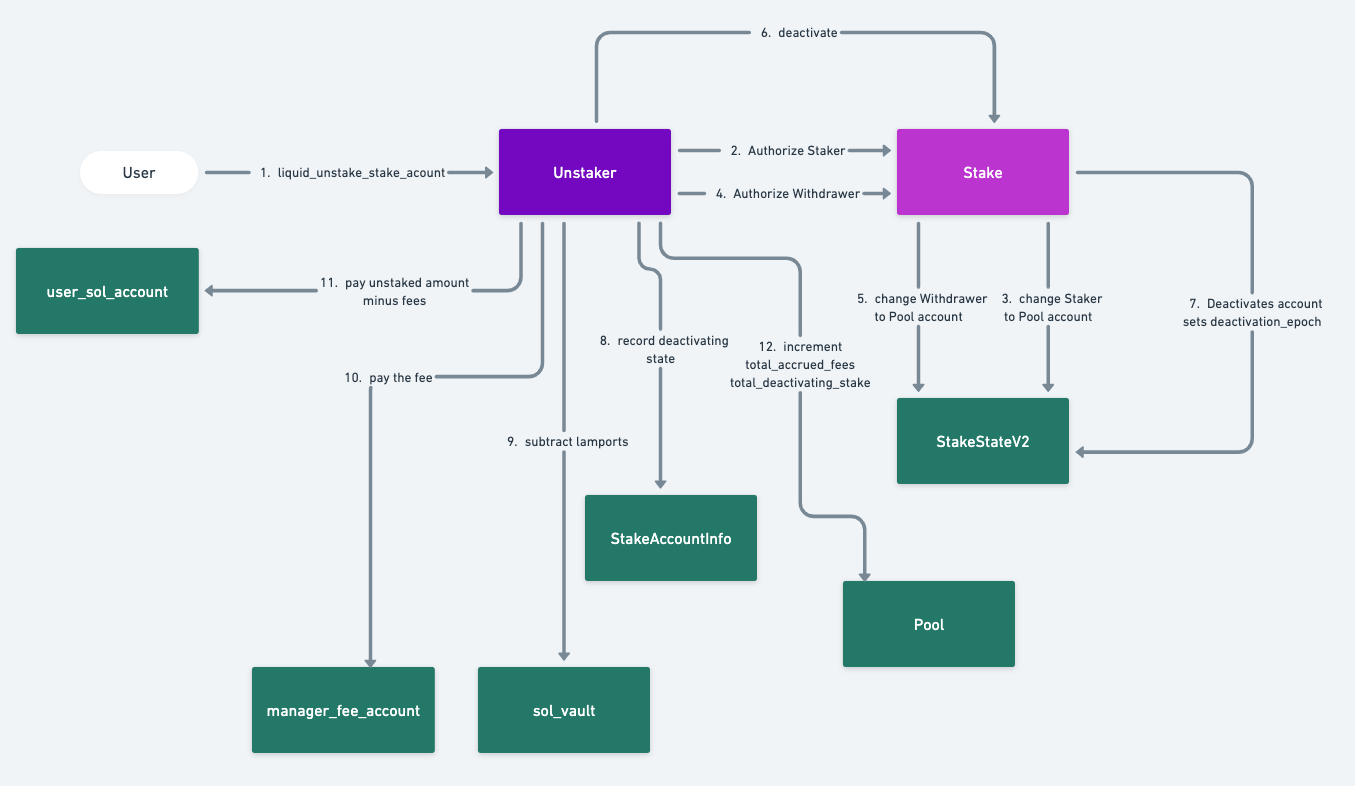 6. deactivate
User
1. liquid_unstake_stake_acount
Unstaker
2. Authorize Staker
4. Authorize Withdrawer
Stake
user_sol_account
11. pay unstaked amount
minus fees
5. change Withdrawer
to Pool account
3. change Staker
to Pool account
7. Deactivates account
sets deactivation_epoch
8. record deactivating
state
12. increment
total_accrued_fees
total_deactivating_stake
10. pay the fee
9. subtract lamports
StakeStateV2
StakeAccountInfo
Pool
manager_fee_account
sol_vault